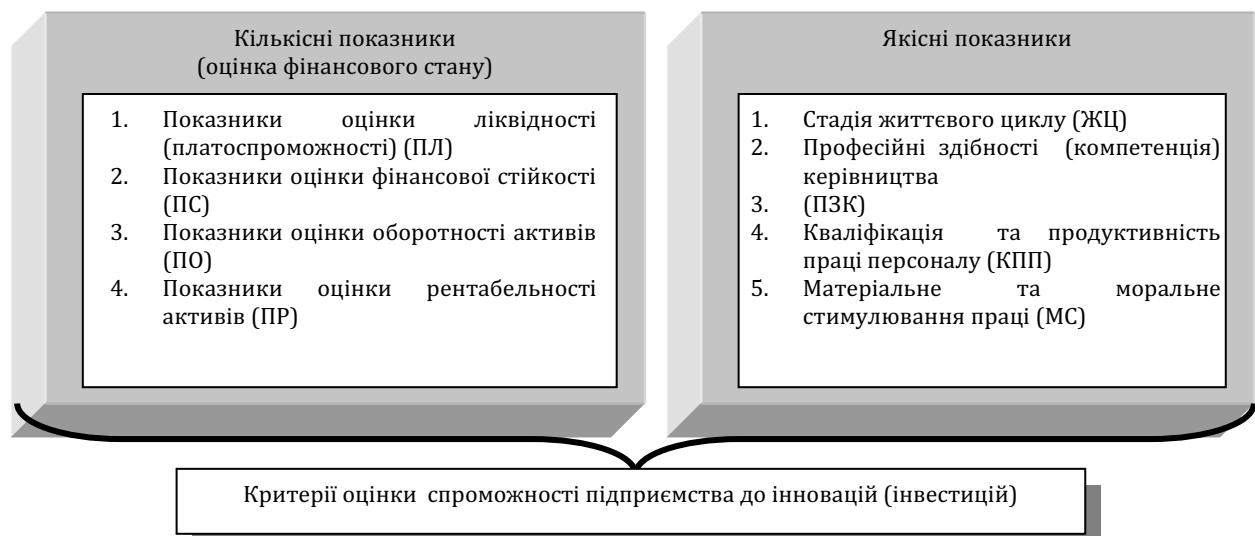 Кількісні показники
(оцінка фінансового стану)
1. Показники оцінки ліквідності
(платоспроможності) (ПЛ)
2. Показники оцінки фінансової стійкості
(ПС)
3. Показники оцінки оборотності активів
(ПО)
4. Показники оцінки рентабельності
активів (ПР)
Якісні показники
1. Стадія життєвого циклу (ЖЦ)
2. Професійні здібності (компетенція)
керівництва
3. (ПЗК)
4. Кваліфікація та продуктивність
праці персоналу (КПП)
5. Матеріальне та моральне
стимулювання праці (МС)
Критерії оцінки спроможності підприємства до інновацій (інвестицій)